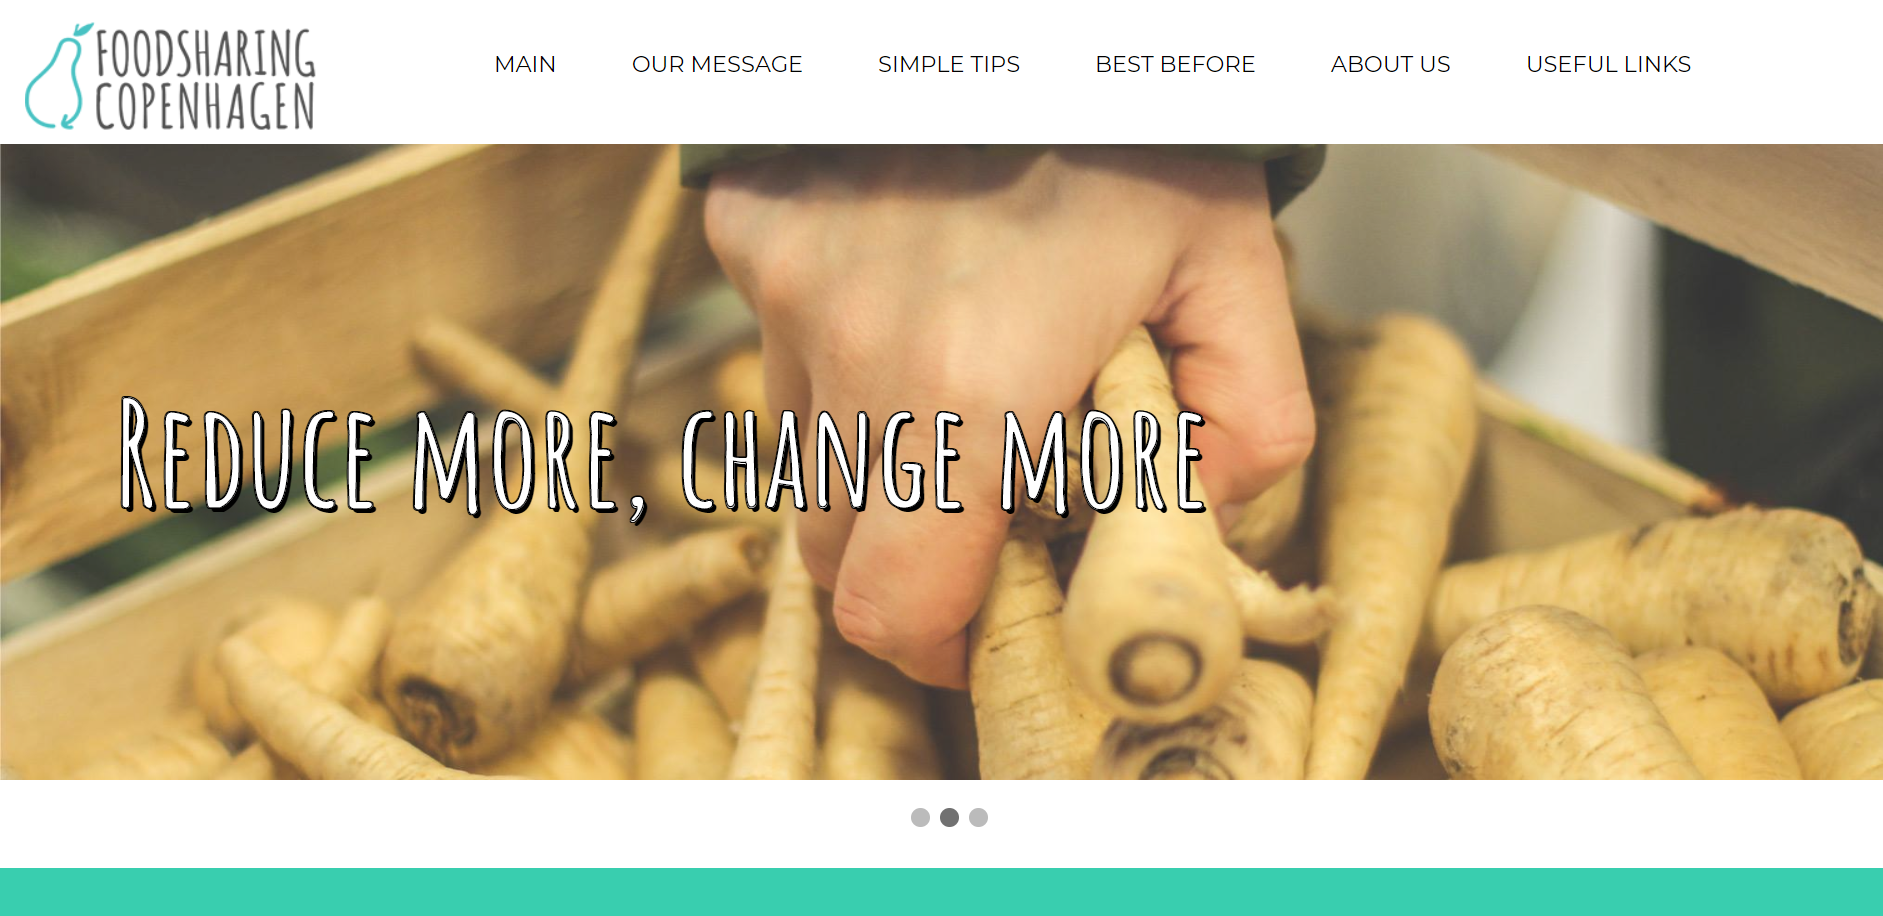 FOODSHARING
COPENHAGEN
MAIN
OUR MESSAGE
SIMPLE TIPS
BEST BEFORE
ABOUT US
USEFUL LINKS
Reduce more, change more